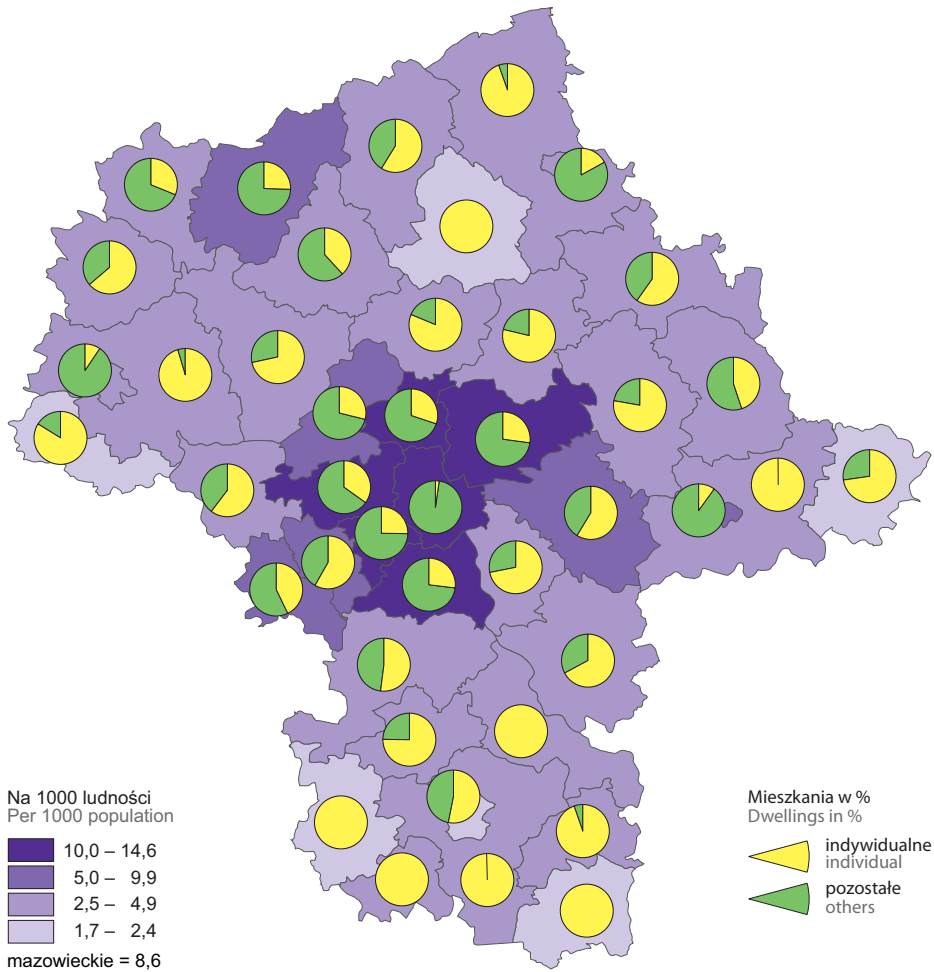 Na 1000 ludności
Per 1000 population
10,0 – 14,6
5,0 – 9,9
2,5 – 4,9
1,7 – 2,4
mazowieckie = 8,6
Mieszkania w %
Dwellings in %
indywidualne
individual
pozostałe
others